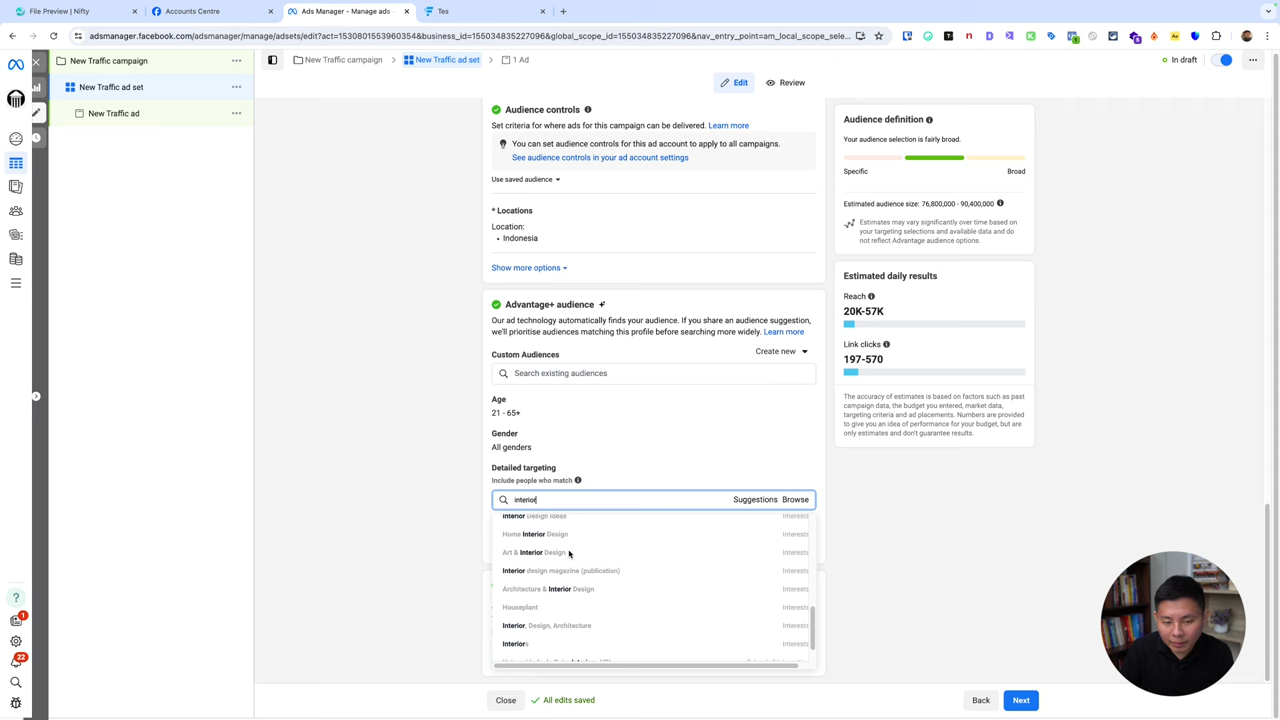 File Preview | Nifty
Accounts Centre
Ads Manager - Manage ads -
Tes
adsmanager.facebook.com/adsmanager/manage/assets/edit?act=1530801553960354&business_id=155034835227096&global_scope_id=155034835227096&nav_entry_point=am_local_scope_sele...
New Traffic campaign
New Traffic ad set
New Traffic ad
New Traffic campaign
New Traffic ad set
1 Ad
In draft
Edit
Review
Audience controls
Set criteria for where ads for this campaign can be delivered. Learn more
You can set audience controls for this ad account to apply to all campaigns.
See audience controls in your ad account settings
Use saved audience
* Locations
Location:
• Indonesia
Show more options
Advantage+ audience
Our ad technology automatically finds your audience. If you share an audience suggestion,
we'll prioritise audiences matching this profile before searching more widely. Learn more
Custom Audiences
Create new
Search existing audiences
Age
21 - 65+
Gender
All genders
Detailed targeting
Include people who match
interior
Suggestions
Browse
Interior Design Ideas
Interests
Home Interior Design
Interests
Art & Interior Design
Interests
Interior design magazine (publication)
Interests
Architecture & Interior Design
Interests
Houseplant
Interests
Interior, Design, Architecture
Interests
Interiors
Interests
Close
All edits saved
Back
Next
Audience definition
Your audience selection is fairly broad.
Specific
Broad
Estimated audience size: 76,800,000 - 90,400,000
Estimates may vary significantly over time based on
your targeting selections and available data and do
not reflect Advantage audience options.
Estimated daily results
Reach
20K-57K
Link clicks
197-570
The accuracy of estimates is based on factors such as past
campaign data, the budget you entered, market data,
targeting criteria and ad placements. Numbers are provided
to give you an idea of performance for your budget, but are
only estimates and don't guarantee results.
1
22